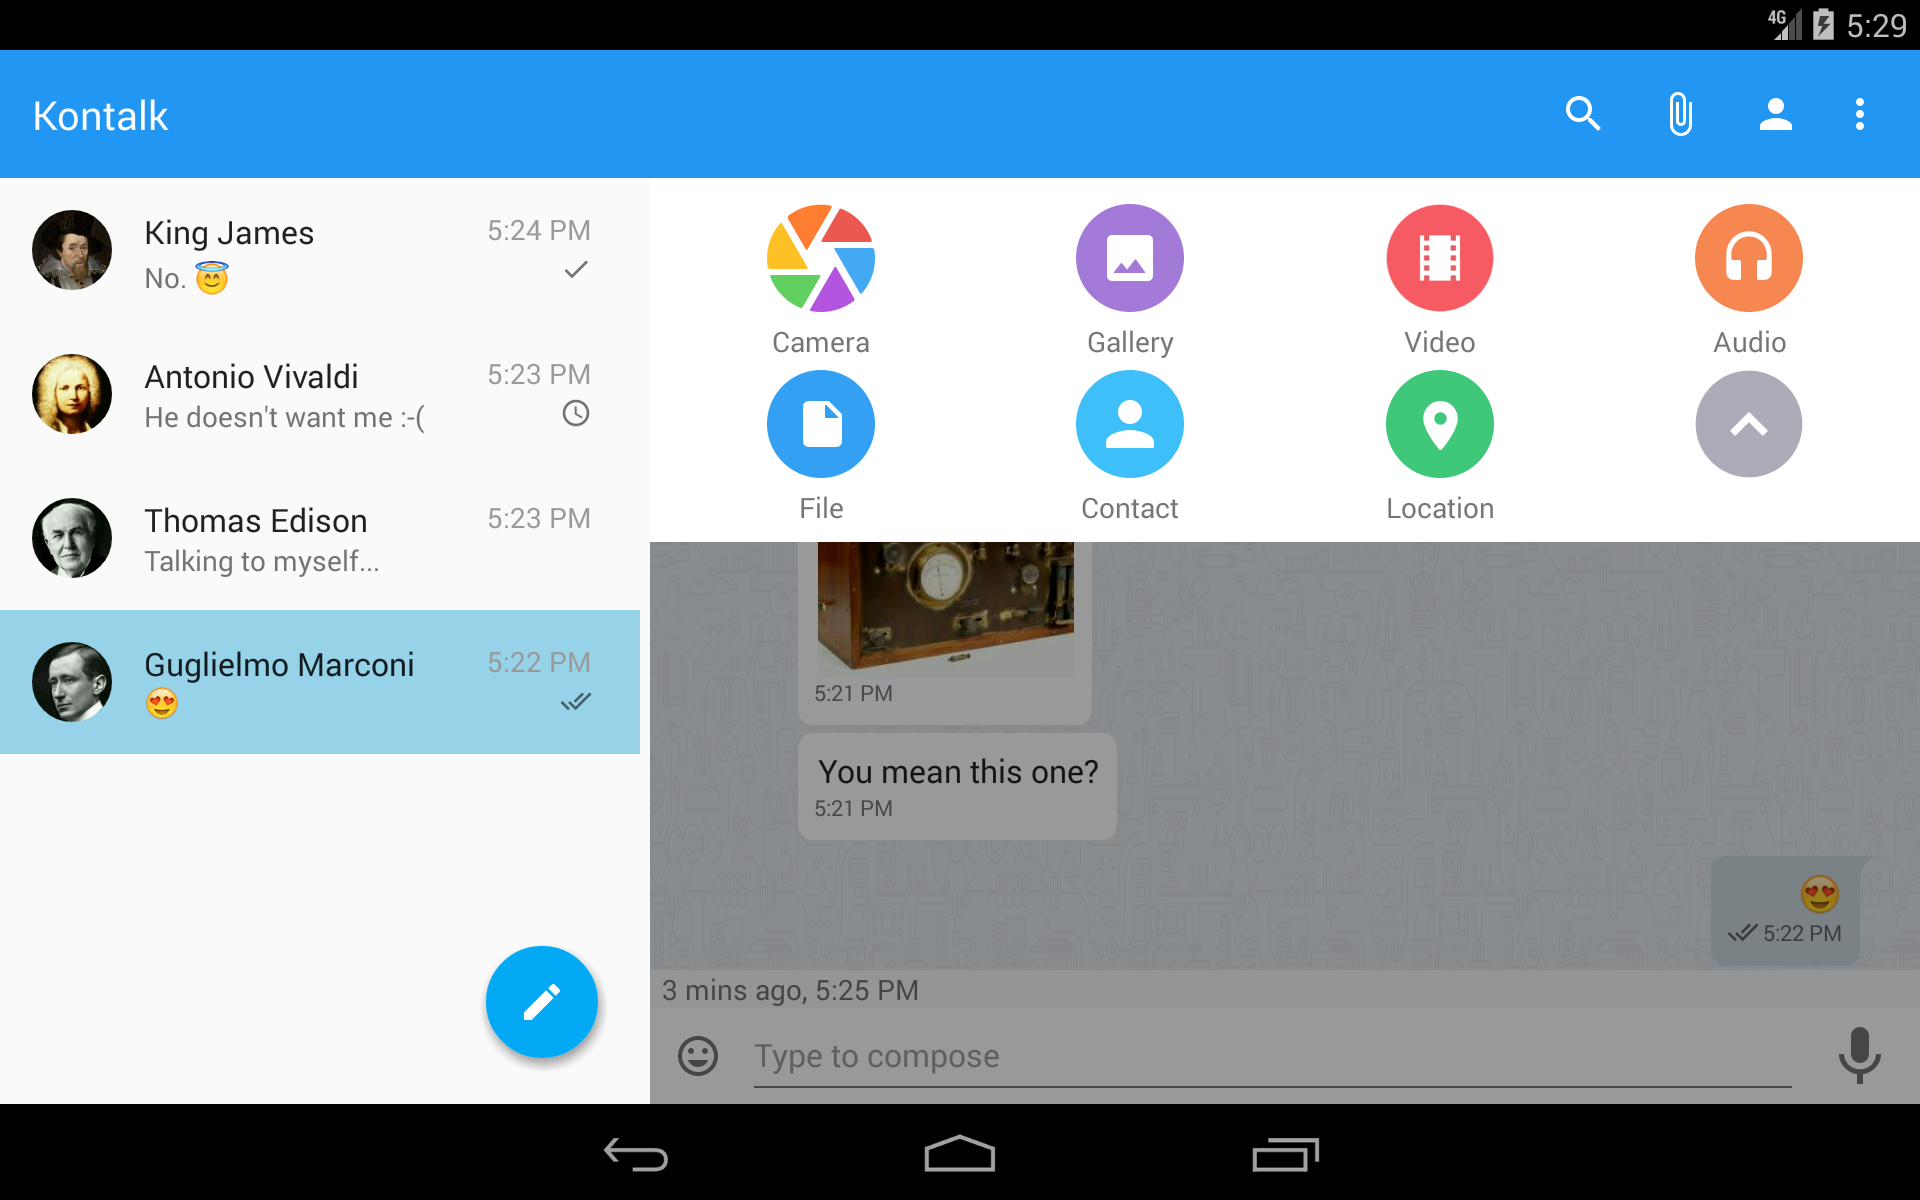 4G 5:29
Kontalk
King James 5:24 PM
No. 😇
Antonio Vivaldi 5:23 PM
He doesn't want me :-(
Thomas Edison 5:23 PM
Talking to myself...
Guglielmo Marconi 5:22 PM
😍
Camera Gallery Video Audio
File Contact Location
5:21 PM
You mean this one?
5:21 PM
😍
5:22 PM
3 mins ago, 5:25 PM
Type to compose